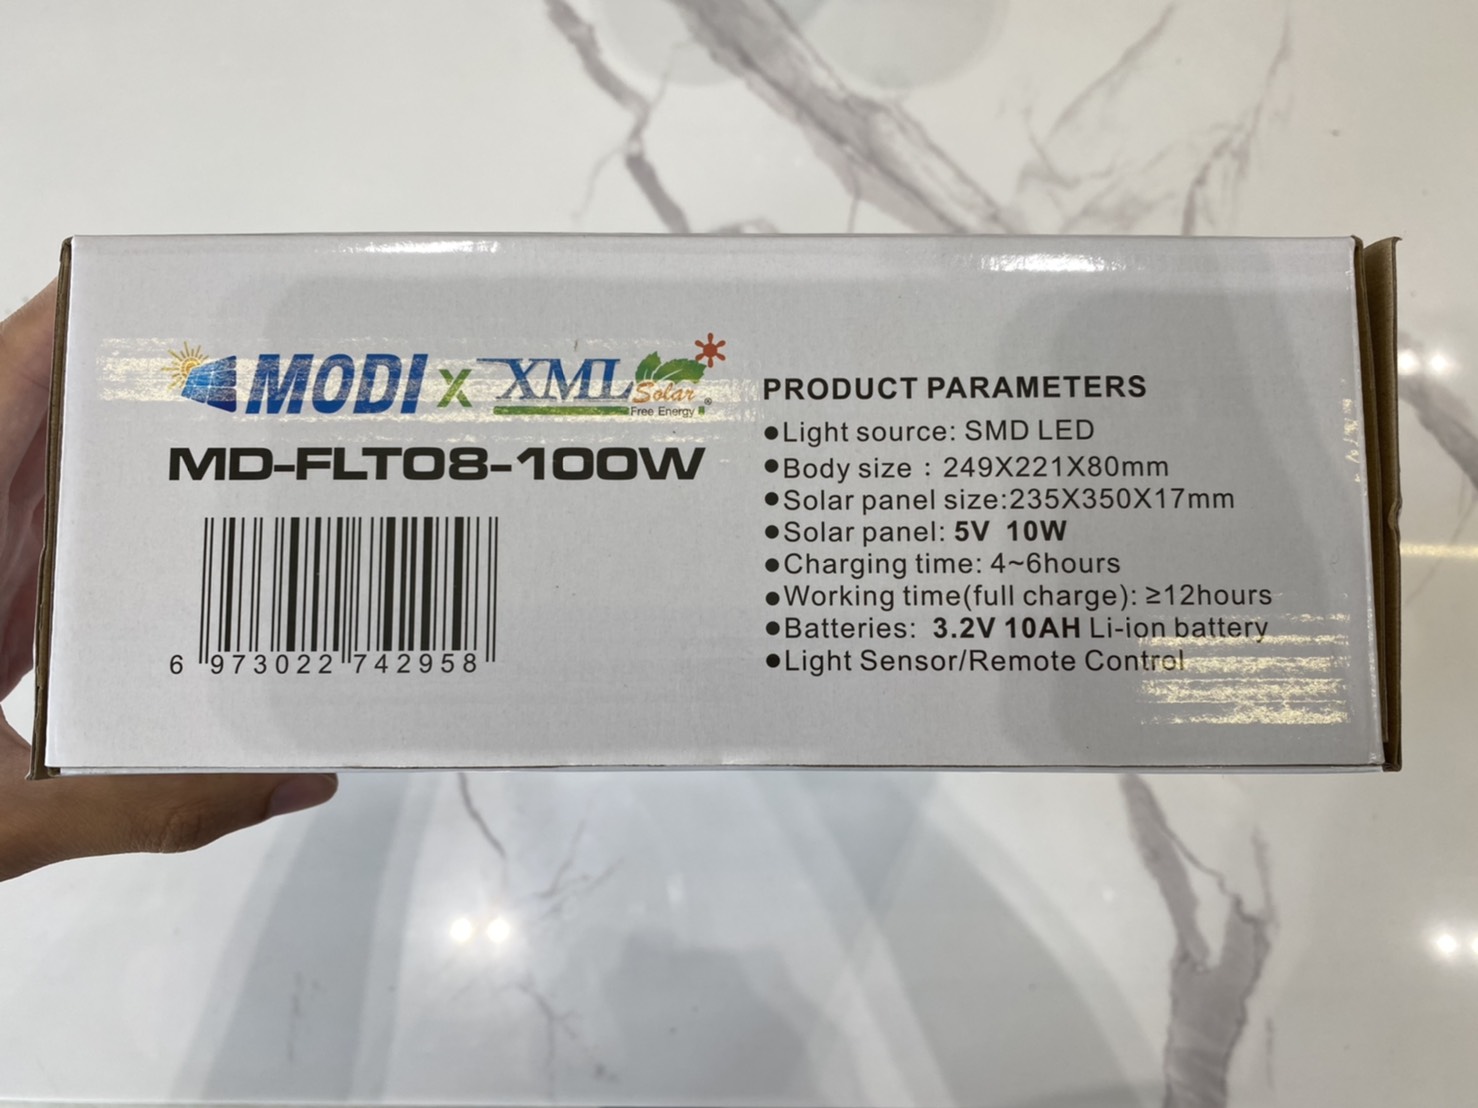 MODI X XML Solar
Free Energy
MD-FLT08-100W
6 973022 742958
PRODUCT PARAMETERS
●Light source: SMD LED
●Body size : 249X221X80mm
●Solar panel size:235X350X17mm
●Solar panel: 5V 10W
●Charging time: 4~6hours
●Working time(full charge): ≥12hours
●Batteries: 3.2V 10AH Li-ion battery
●Light Sensor/Remote Control